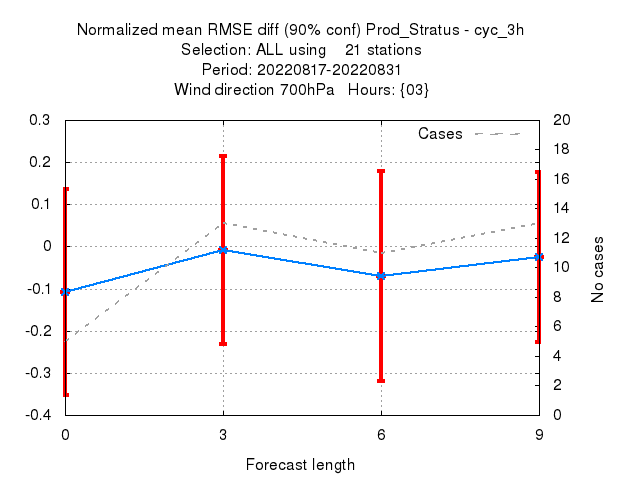 Normalized mean RMSE diff (90% conf) Prod_Stratus - cyc_3h
Selection: ALL using    21 stations
Period: 20220817-20220831
Wind direction 700hPa   Hours: {03}
Cases
0.3
0.2
0.1
0
-0.1
-0.2
-0.3
-0.4
20
18
16
14
12
10
8
6
4
2
0
No cases
0 3 6 9
Forecast length